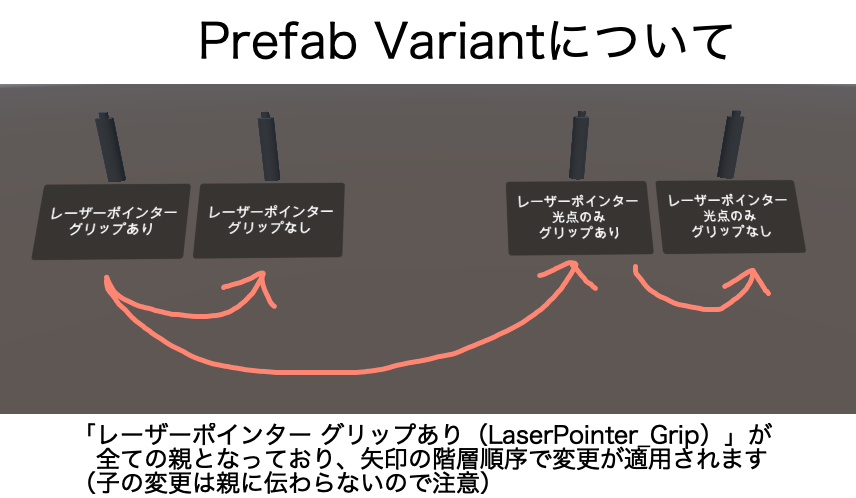 Prefab Variantについて
レーザーポインター
グリップあり
レーザーポインター
グリップなし
レーザーポインター
光点のみ
グリップあり
レーザーポインター
光点のみ
グリップなし
「レーザーポインター グリップあり（LaserPointer_Grip）」が
全ての親となっており、矢印の階層順序で変更が適用されます
（子の変更は親に伝わらないので注意）